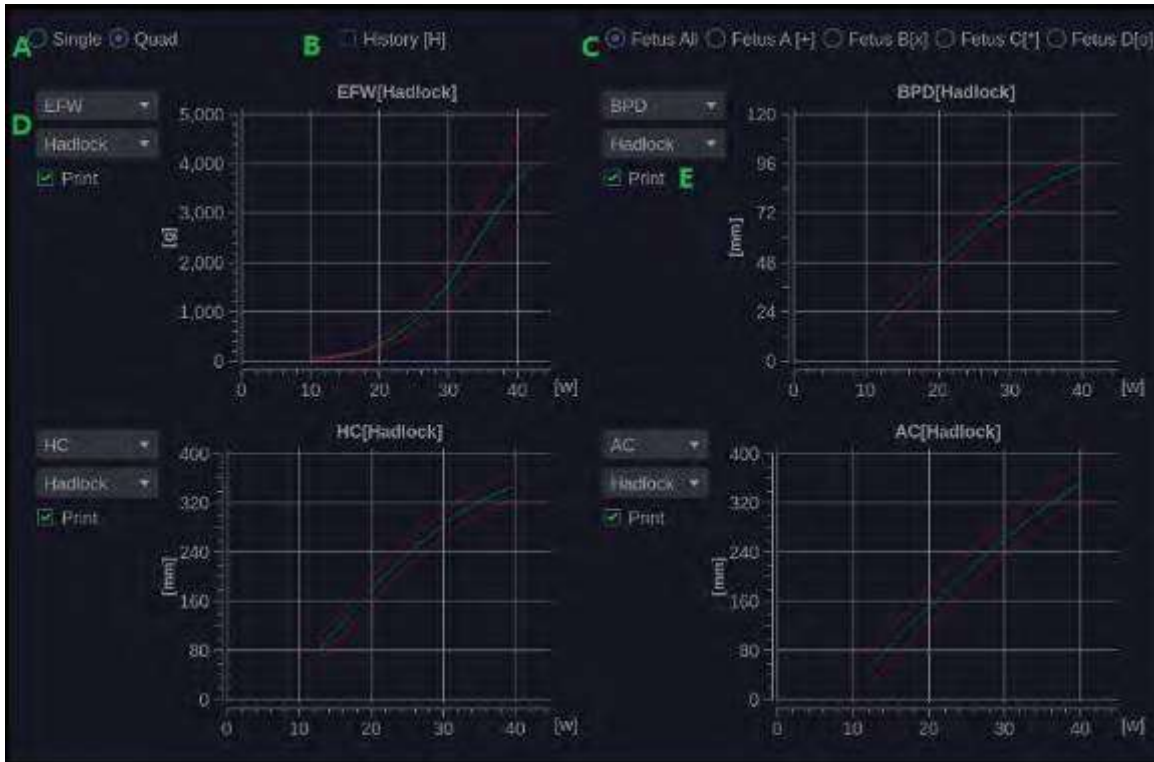 A Single Quad B History [H] C Fetus All Fetus A [+] Fetus B[x] Fetus C[*] Fetus D[o]
D
EFW
Hadlock
Print
EFW[Hadlock]
5,000
4,000
3,000
2,000
1,000
0
[g]
0 10 20 30 40 [w]
BPD
Hadlock
Print E
BPD[Hadlock]
120
96
72
48
24
0
[mm]
0 10 20 30 40 [w]
HC
Hadlock
Print
HC[Hadlock]
400
320
240
160
80
0
[mm]
0 10 20 30 40 [w]
AC
Hadlock
Print
AC[Hadlock]
400
320
240
160
80
0
[mm]
0 10 20 30 40 [w]